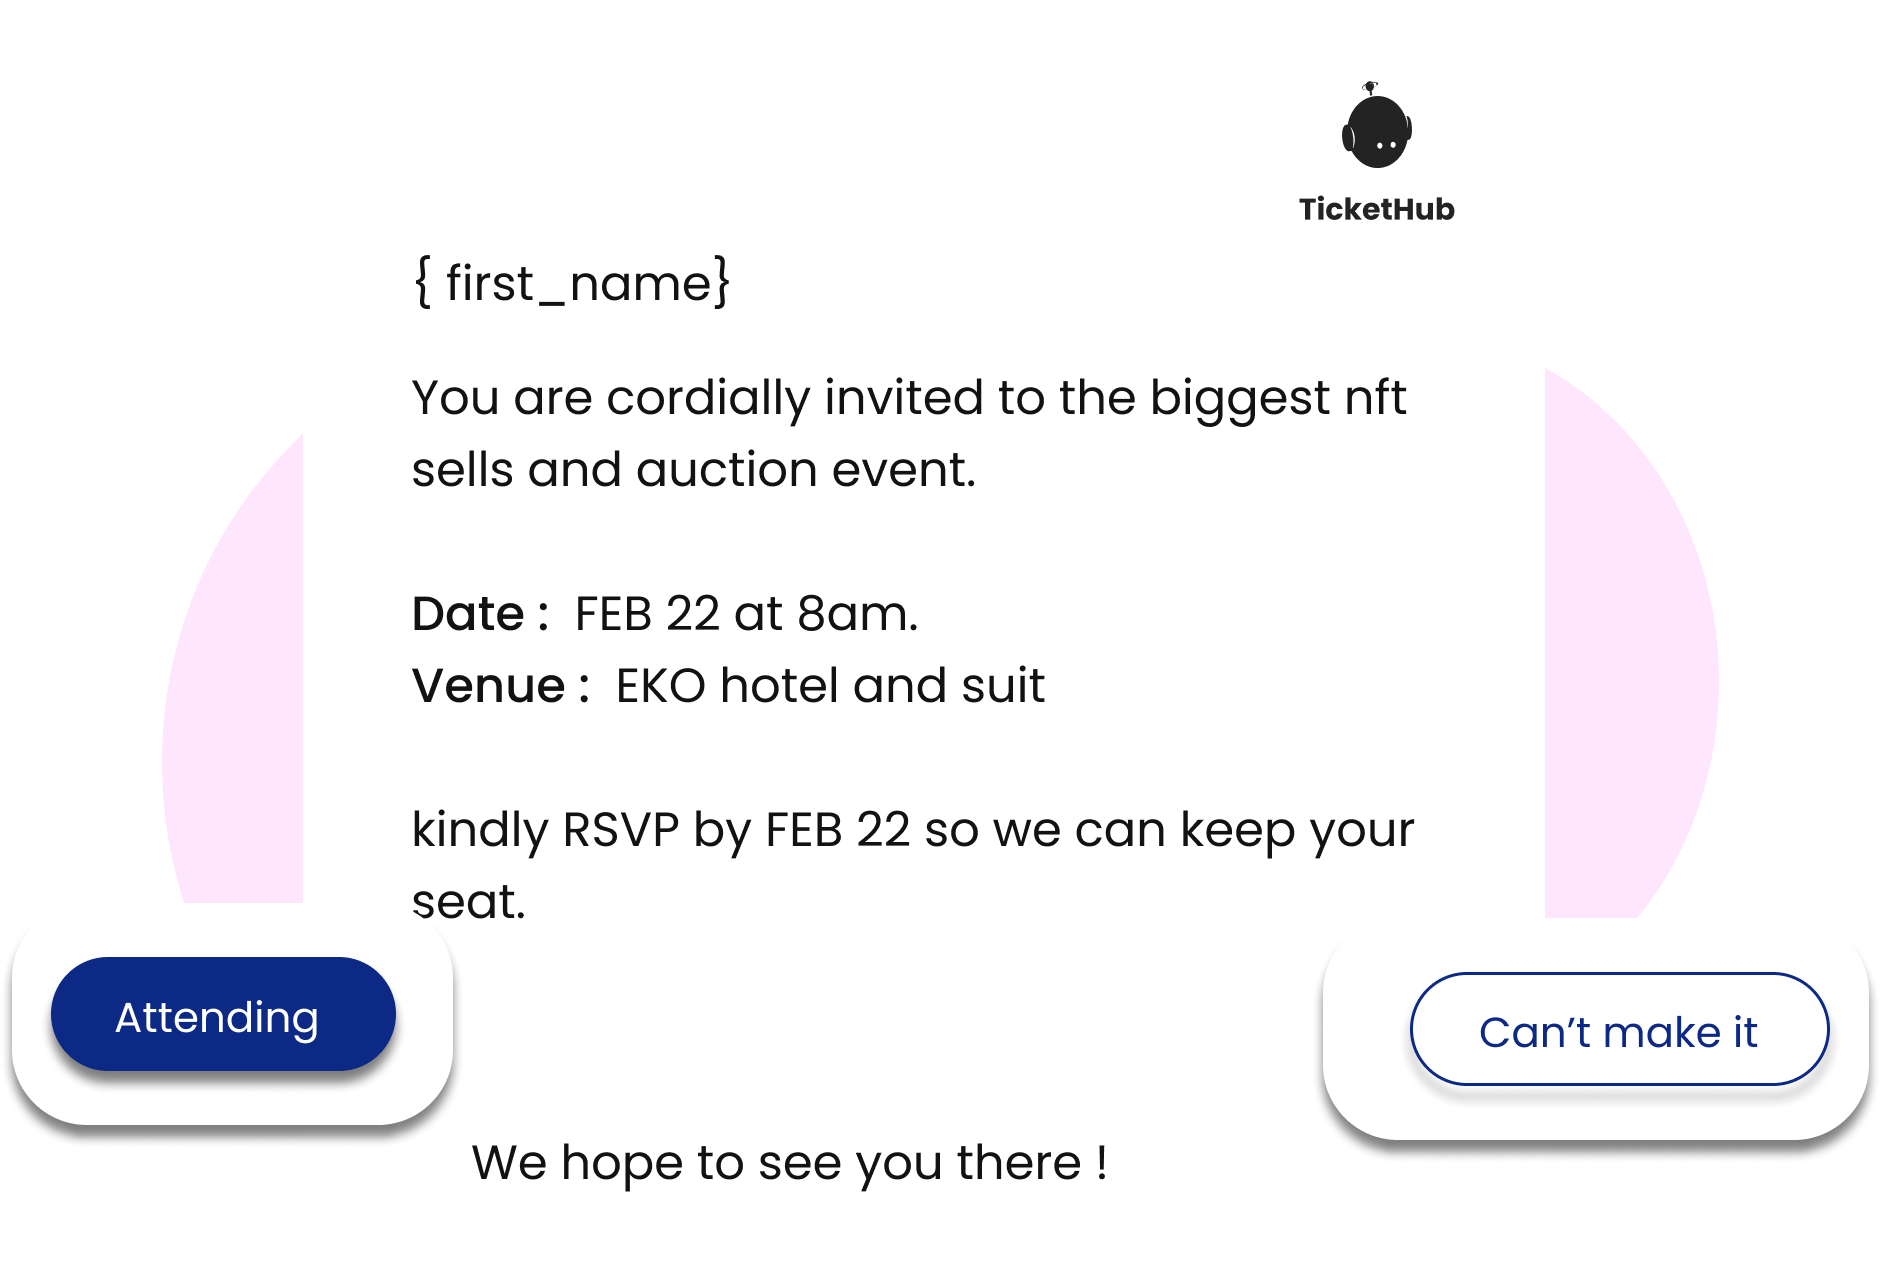 TicketHub
{ first_name}
You are cordially invited to the biggest nft
sells and auction event.
Date : FEB 22 at 8am.
Venue : EKO hotel and suit
kindly RSVP by FEB 22 so we can keep your
seat.
Attending
Can’t make it
We hope to see you there !